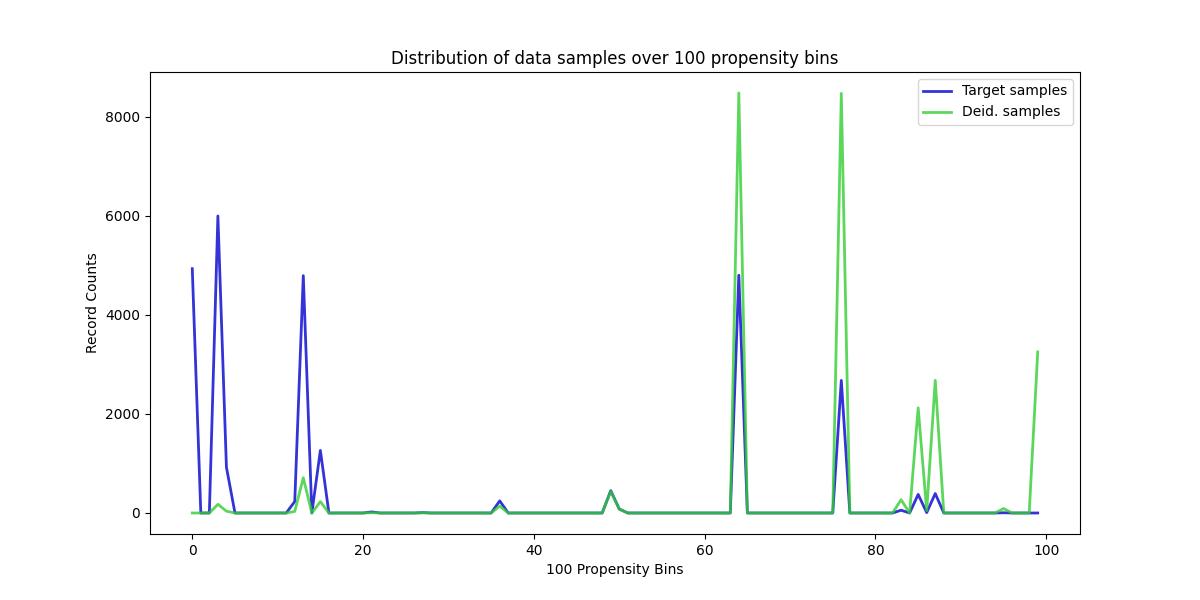 Distribution of data samples over 100 propensity bins
Target samples
Deid. samples
Record Counts
8000
6000
4000
2000
0
0 20 40 60 80 100
100 Propensity Bins